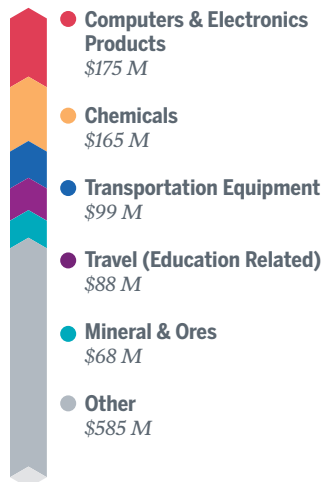 Computers & Electronics
Products
$175 M
Chemicals
$165 M
Transportation Equipment
$99 M
Travel (Education Related)
$88 M
Mineral & Ores
$68 M
Other
$585 M